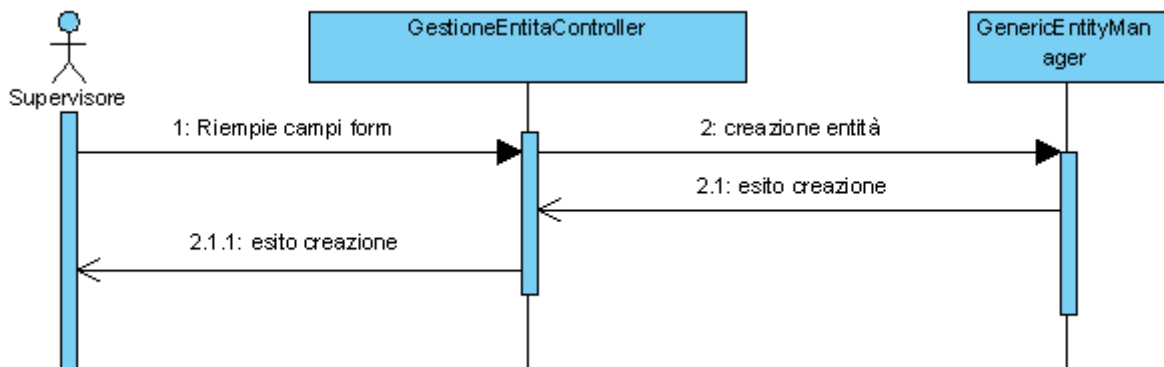 GestioneEntitaController
GenericEntityMan
ager
Supervisore
1: Riempie campi form
2: creazione entità
2.1: esito creazione
2.1.1: esito creazione